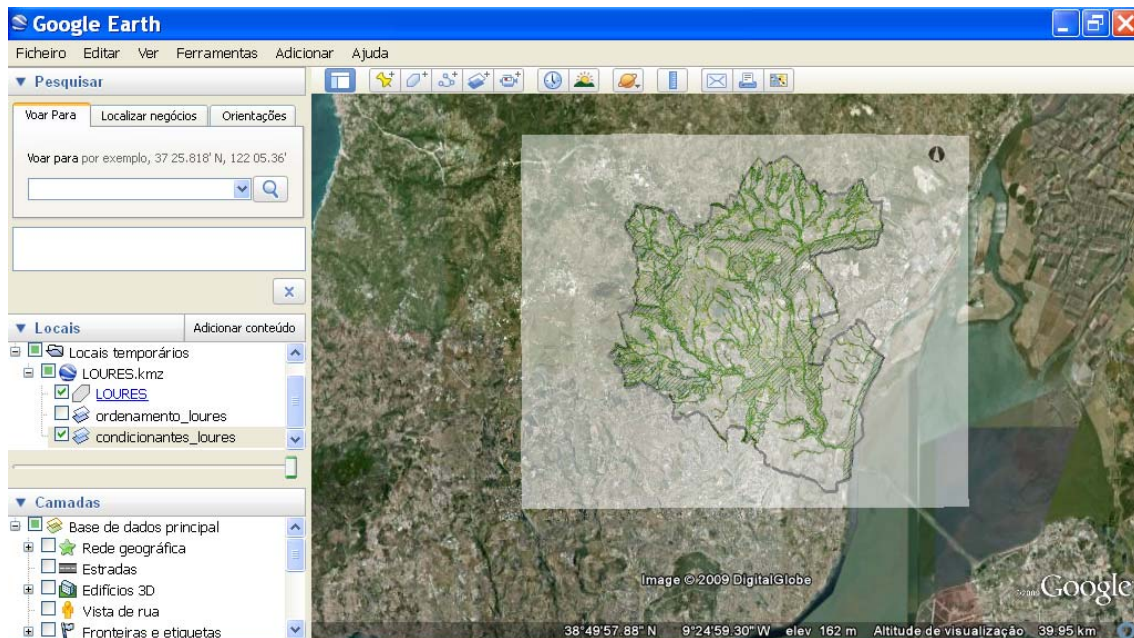 Google Earth
Ficheiro Editar Ver Ferramentas Adicionar Ajuda
Pesquisar
Voar Para Localizar negócios Orientações
Voar para por exemplo, 37 25.818' N, 122 05.36'
Locais Adicionar conteúdo
Locais temporários
LOURES.kmz
LOURES
ordenamento_loures
condicionantes_loures
Camadas
Base de dados principal
Rede geográfica
Estradas
Edifícios 3D
Vista de rua
Fronteiras e etiquetas
Image © 2009 DigitalGlobe
Google
38°49'57.88" N 9°24'59.30" W elev 162 m Altitude de visualização 39.95 km